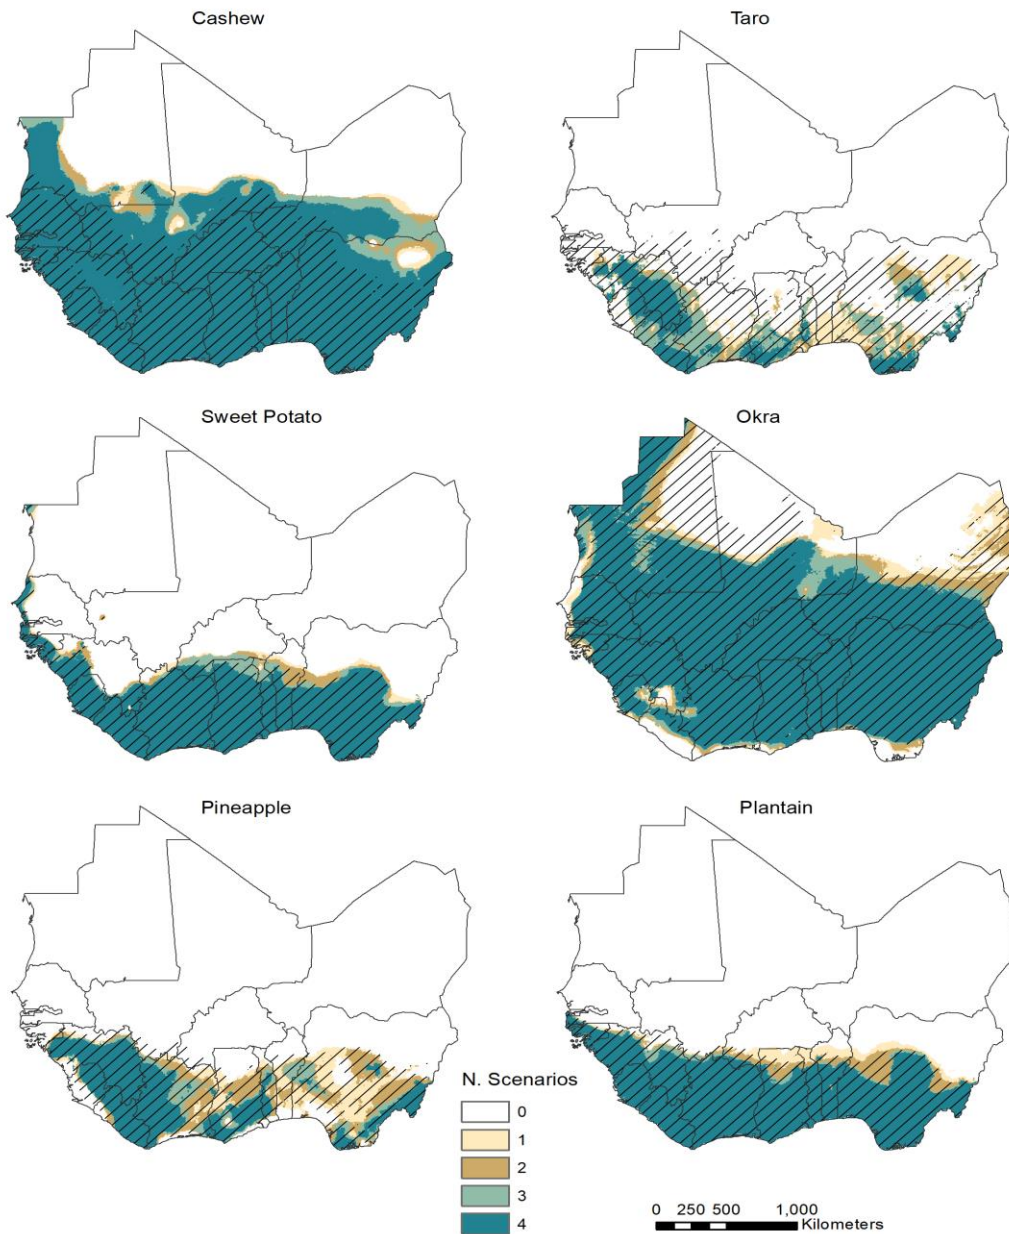 Cashew
Taro
Sweet Potato
Okra
Pineapple
Plantain
N. Scenarios
0
1
2
3
4
0 250 500 1,000
Kilometers